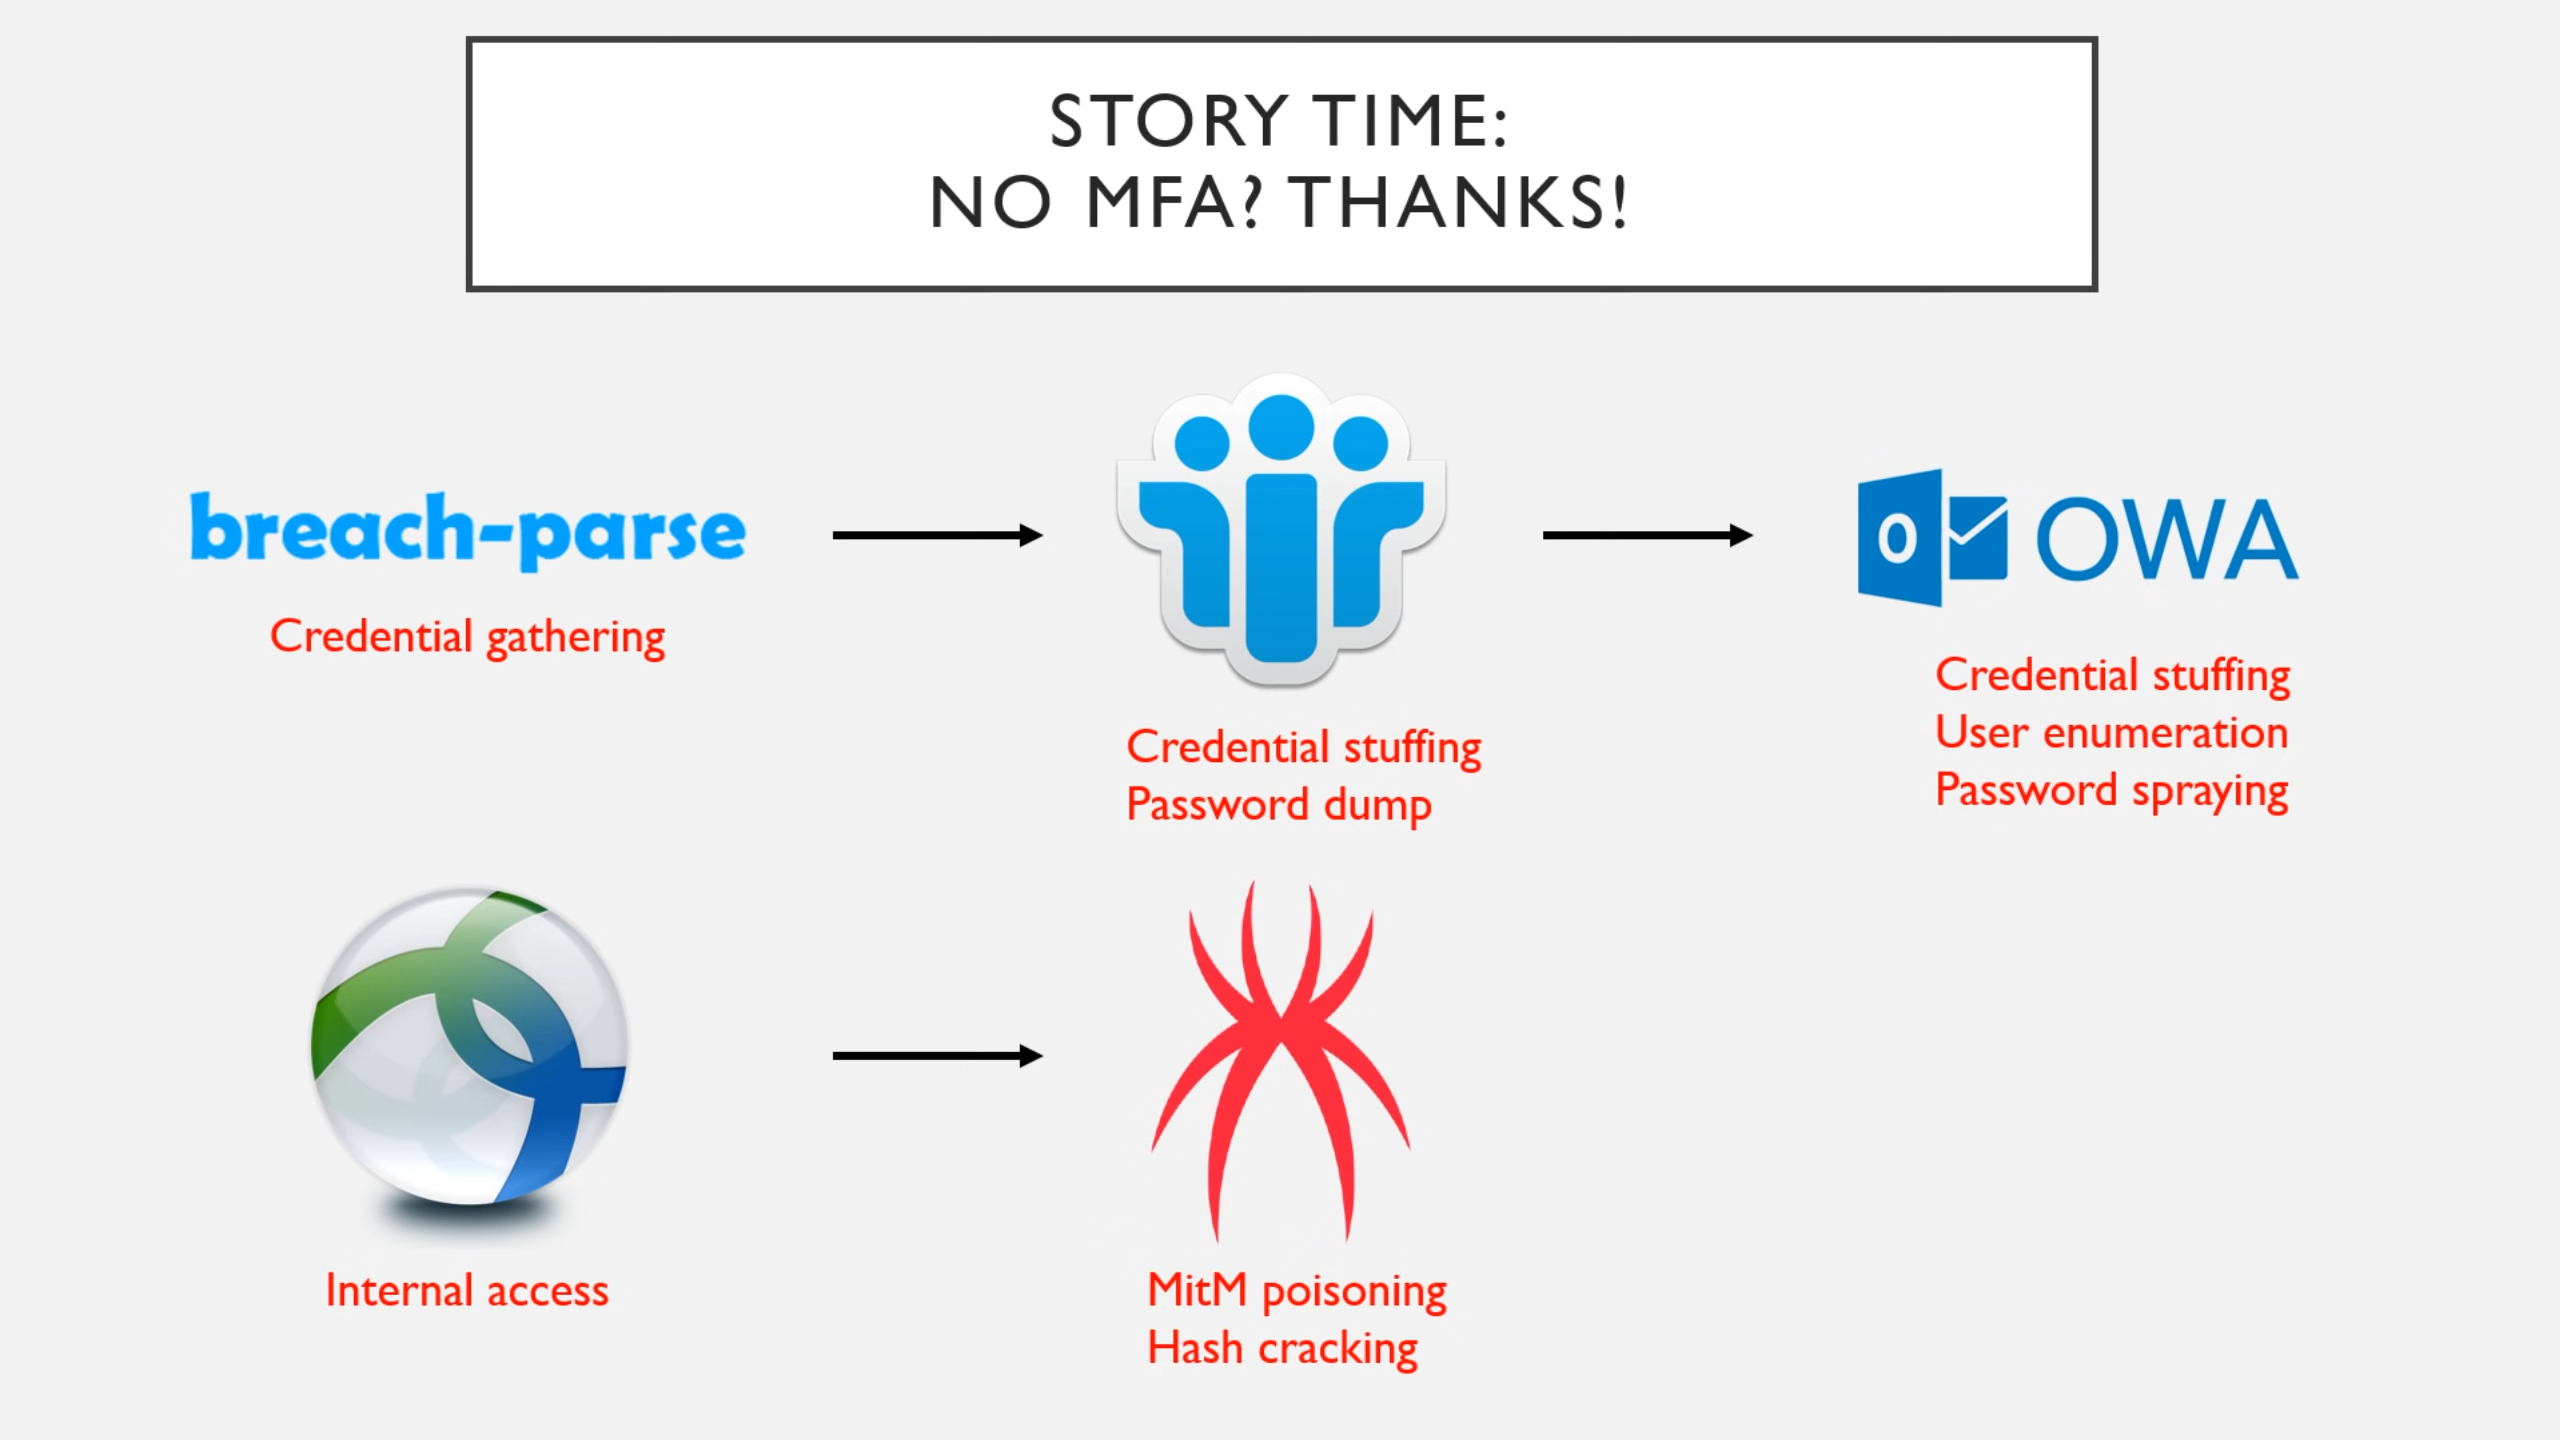 STORY TIME:
NO MFA? THANKS!
breach-parse
Credential gathering
Credential stuffing
Password dump
O OWA
Credential stuffing
User enumeration
Password spraying
Internal access
MitM poisoning
Hash cracking